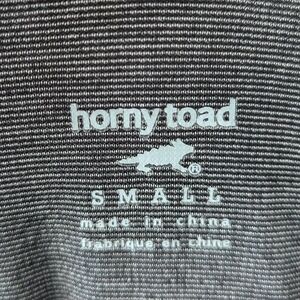 horny toad
®
SMALL
made in china
fabriqué en chine